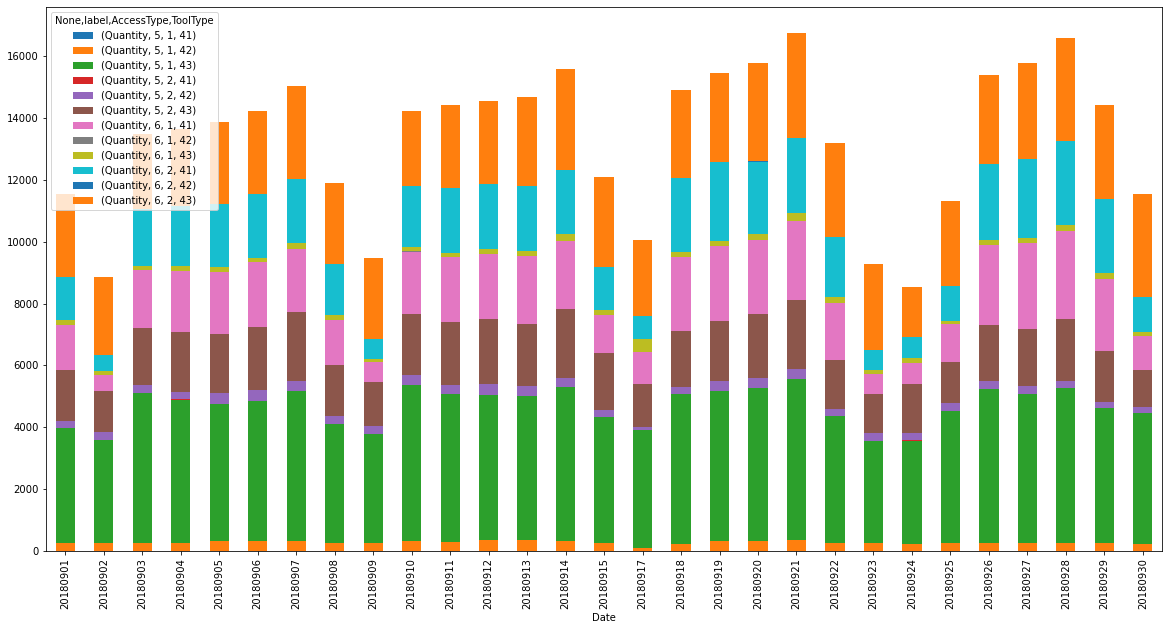 None,label,AccessType,ToolType
(Quantity, 5, 1, 41)
(Quantity, 5, 1, 42)
(Quantity, 5, 1, 43)
(Quantity, 5, 2, 41)
(Quantity, 5, 2, 42)
(Quantity, 5, 2, 43)
(Quantity, 6, 1, 41)
(Quantity, 6, 1, 42)
(Quantity, 6, 1, 43)
(Quantity, 6, 2, 41)
(Quantity, 6, 2, 42)
(Quantity, 6, 2, 43)
16000
14000
12000
10000
8000
6000
4000
2000
0
20180901
20180902
20180903
20180904
20180905
20180906
20180907
20180908
20180909
20180910
20180911
20180912
20180913
20180914
20180915
20180917
20180918
20180919
20180920
20180921
20180922
20180923
20180924
20180925
20180926
20180927
20180928
20180929
20180930
Date